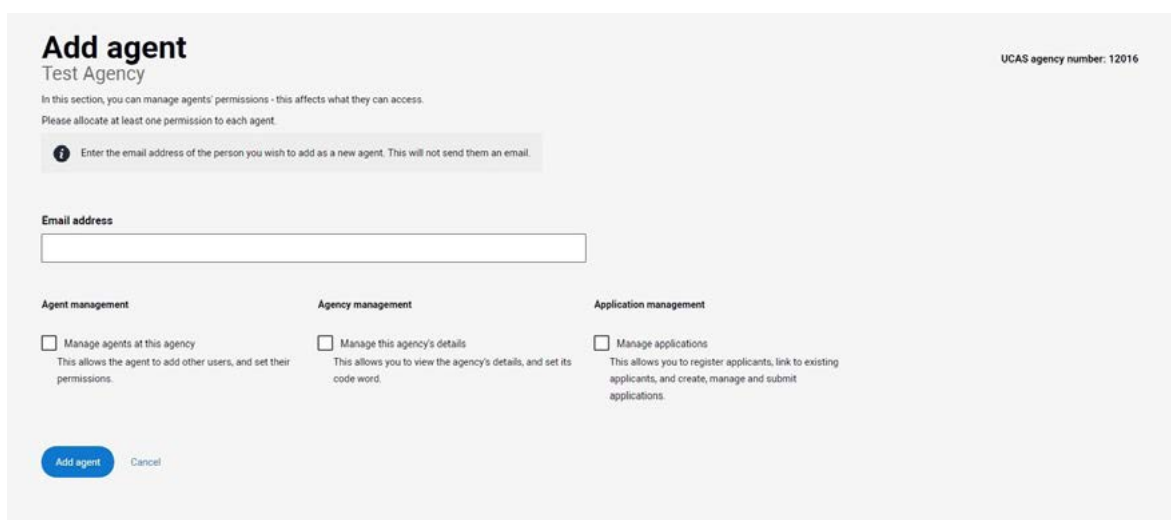 Add agent
UCAS agency number: 12016
Test Agency
In this section, you can manage agents' permissions - this affects what they can access.
Please allocate at least one permission to each agent.
Enter the email address of the person you wish to add as a new agent. This will not send them an email.
Email address
Agent management
Agency management
Application management
Manage agents at this agency
This allows the agent to add other users, and set their
permissions.
Manage this agency's details
This allows you to view the agency's details, and set its
code word.
Manage applications
This allows you to register applicants, link to existing
applicants, and create, manage and submit
applications.
Add agent
Cancel